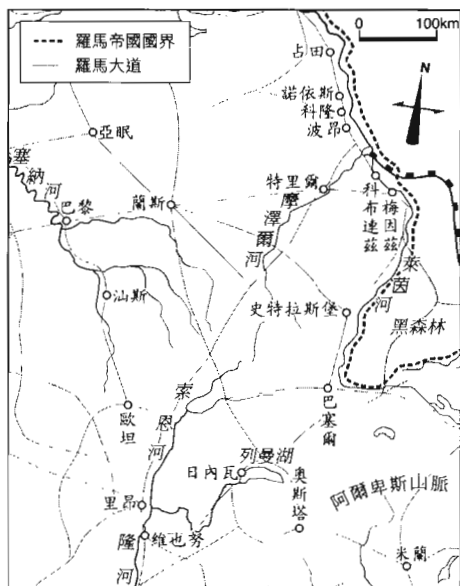 羅馬帝國國界
羅馬大道
0 100km
N
占田
諾依斯
科隆
波昂
亞眠
塞納河
巴黎
蘭斯
特里爾
摩澤爾河
科布連茲
梅因茲
萊茵河
黑森林
汕斯
史特拉斯堡
歐坦
索恩河
巴塞爾
列曼湖
日內瓦
奧斯塔
阿爾卑斯山脈
里昂
維也努
隆河
米蘭